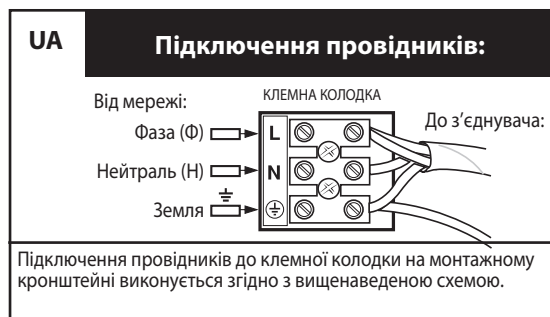 UA
Підключення провідників:
Від мережі:
КЛЕМНА КОЛОДКА
До з’єднувача:
Фаза (Ф)
L
Нейтраль (Н)
N
Земля
Підключення провідників до клемної колодки на монтажному
кронштейні виконується згідно з вищенаведеною схемою.